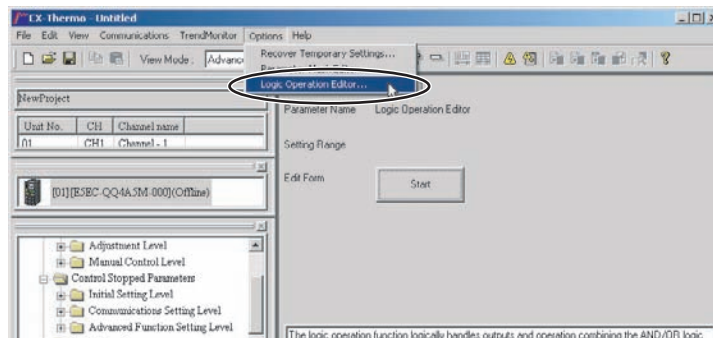 CX-Thermo - Untitled
File Edit View Communications TrendMonitor Options Help
View Mode: Advanc
Recover Temporary Settings...
Logic Operation Editor...
NewProject
Unit No. CH Channel name
01 CH1 Channel - 1
[01][E5EC-QQ4A5M-000](Offline)
Adjustment Level
Manual Control Level
Control Stopped Parameters
Initial Setting Level
Communications Setting Level
Advanced Function Setting Level
Parameter Name Logic Operation Editor
Setting Range
Edit Form Start
The logic operation function logically handles outputs and operation combining the AND/OR logic